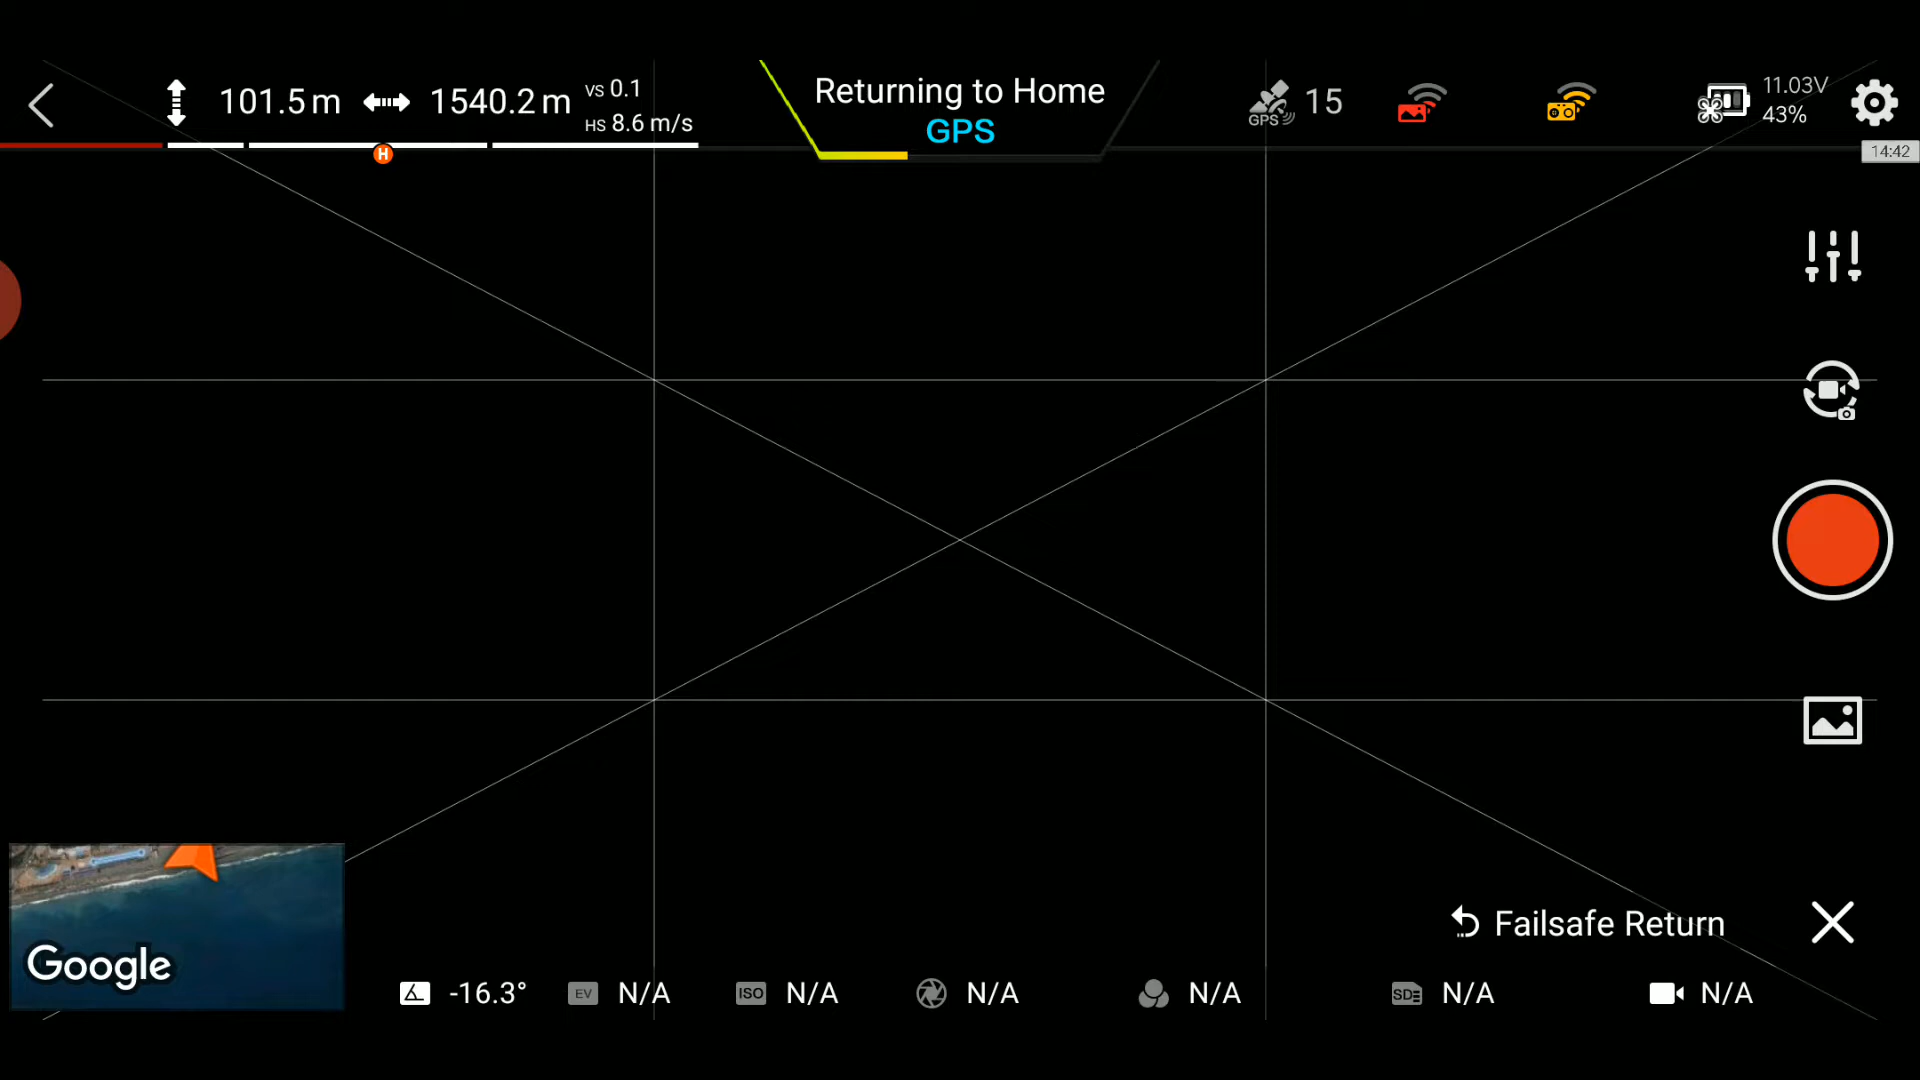 101.5 m
1540.2 m
VS 0.1
HS 8.6 m/s
Returning to Home
GPS
GPS
15
11.03V
43%
14:42
H
Failsafe Return
Google
-16.3°
EV N/A
ISO N/A
N/A
N/A
SD N/A
N/A